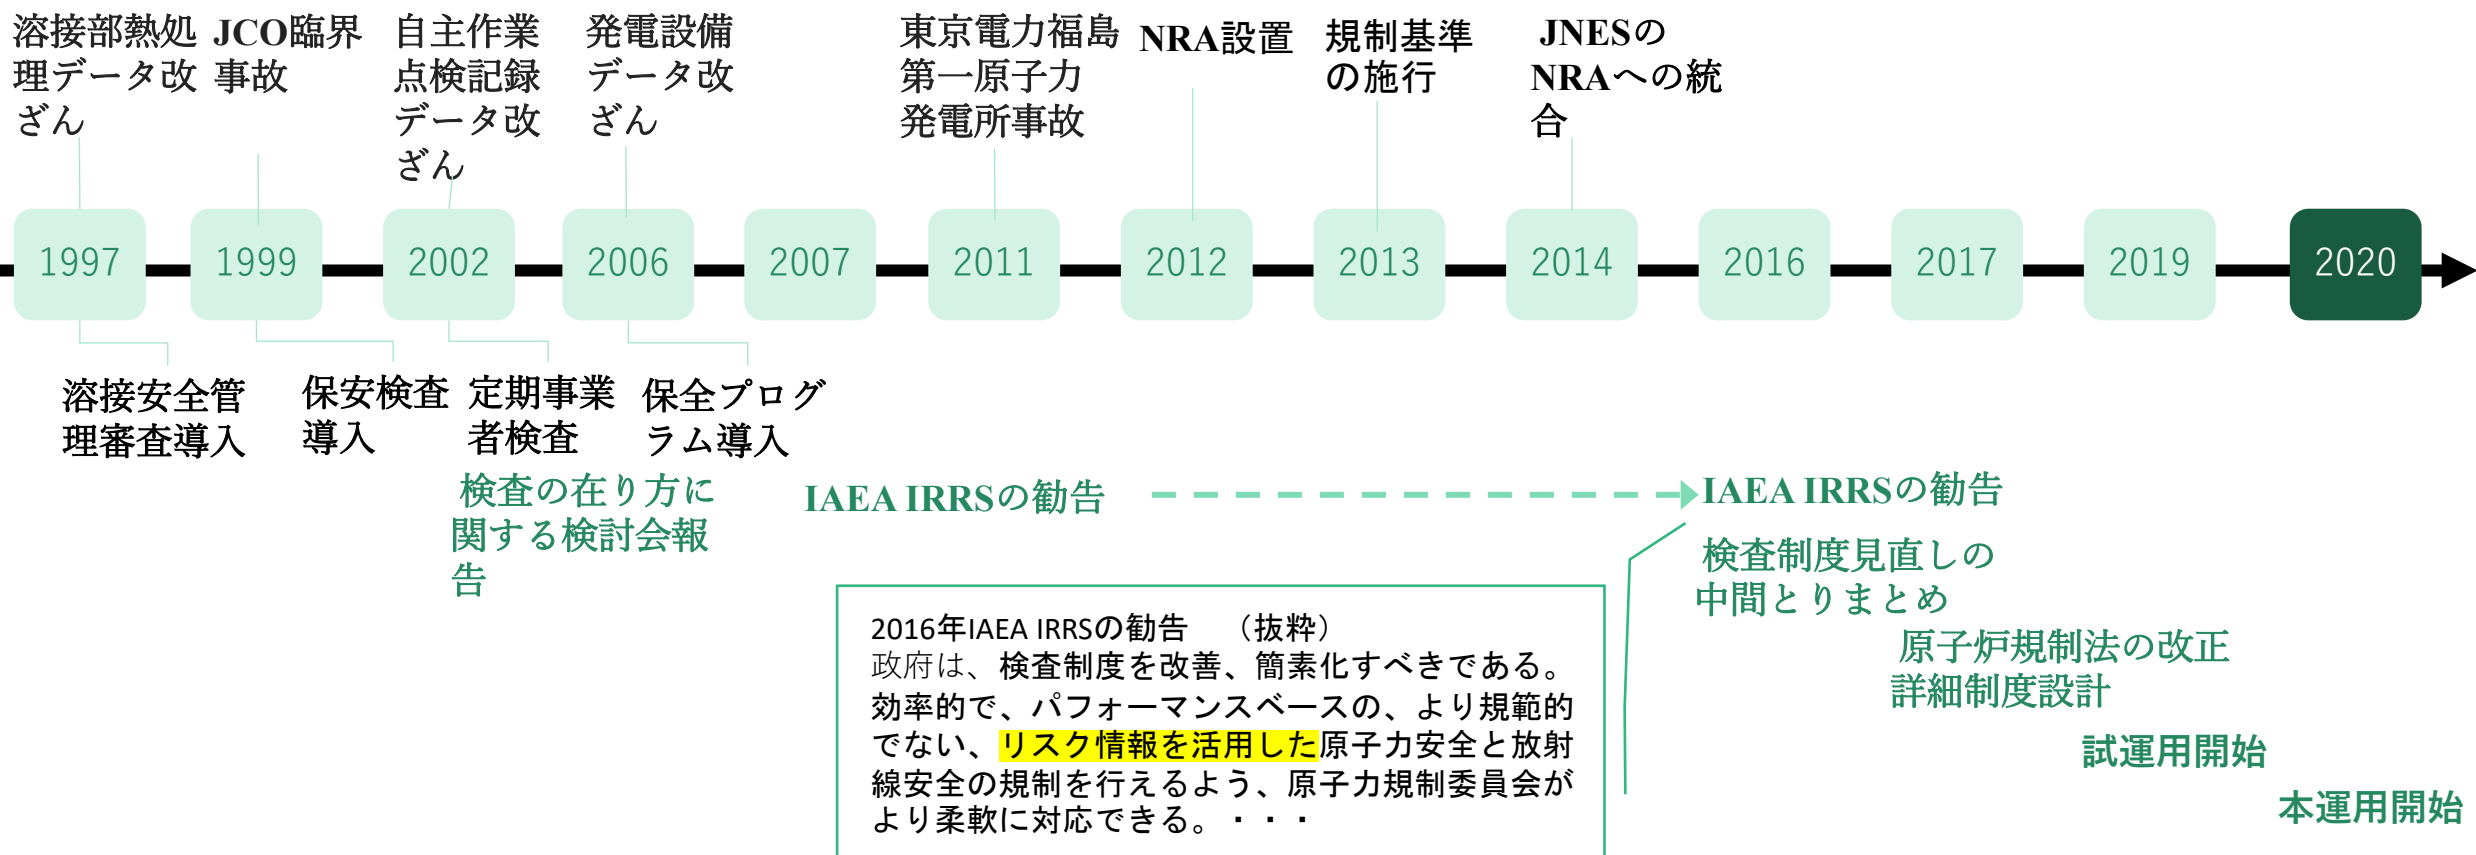 溶接部熱処
理データ改
ざん
JCO臨界
事故
自主作業
点検記録
データ改
ざん
発電設備
データ改
ざん
東京電力福島
第一原子力
発電所事故
NRA設置
規制基準
の施行
JNESの
NRAへの統
合
1997
1999
2002
2006
2007
2011
2012
2013
2014
2016
2017
2019
2020
溶接安全管
理審査導入
保安検査
導入
定期事業
者検査
保全プログ
ラム導入
検査の在り方に
関する検討会報
告
IAEA IRRSの勧告
IAEA IRRSの勧告
検査制度見直しの
中間とりまとめ
原子炉規制法の改正
詳細制度設計
試運用開始
本運用開始
2016年IAEA IRRSの勧告　（抜粋）
政府は、検査制度を改善、簡素化すべきである。
効率的で、パフォーマンスベースの、より規範的
でない、リスク情報を活用した原子力安全と放射
線安全の規制を行えるよう、原子力規制委員会が
より柔軟に対応できる。・・・